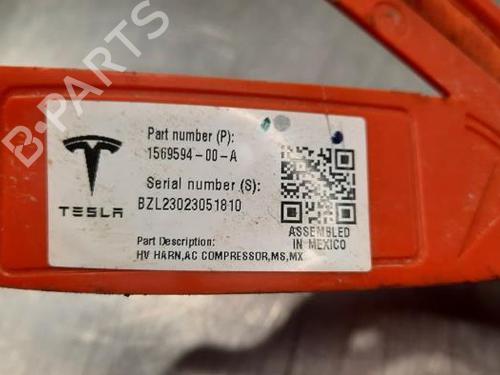 B-PARTS
Part number (P):
1569594-00-A
Serial number (S):
BZL23023051810
TESLA
ASSEMBLED
IN MEXICO
Part Description:
HV HARN,AC COMPRESSOR,MS,MX